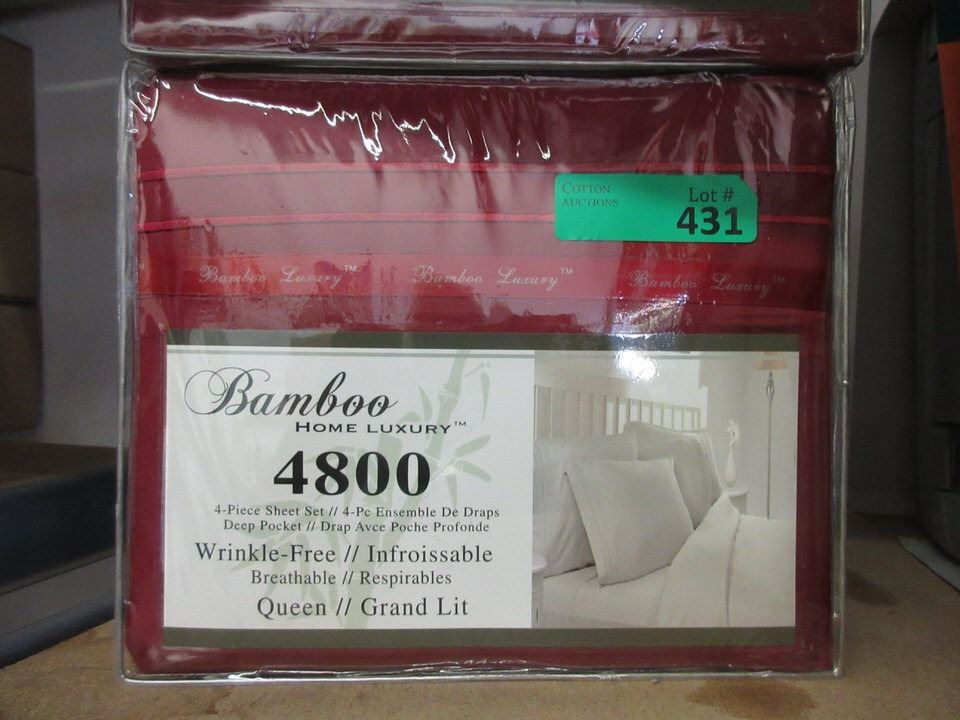 COTTON
AUCTIONS
Lot #
431
Bamboo Luxury™ Bamboo Luxury™ Bamboo Luxury™
Bamboo
HOME LUXURY™
4800
4-Piece Sheet Set // 4-Pc Ensemble De Draps
Deep Pocket // Drap Avce Poche Profonde
Wrinkle-Free // Infroissable
Breathable // Respirables
Queen // Grand Lit